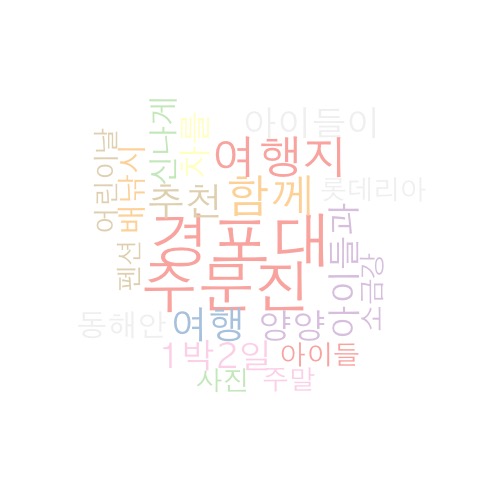 아이들이
여행지
신나게
차를
어린이날
배낚시
추천
함께
롯데리아
경포대
주문진
아이들과
소금강
펜션
동해안
여행
양양
1박2일
아이들
사진
주말